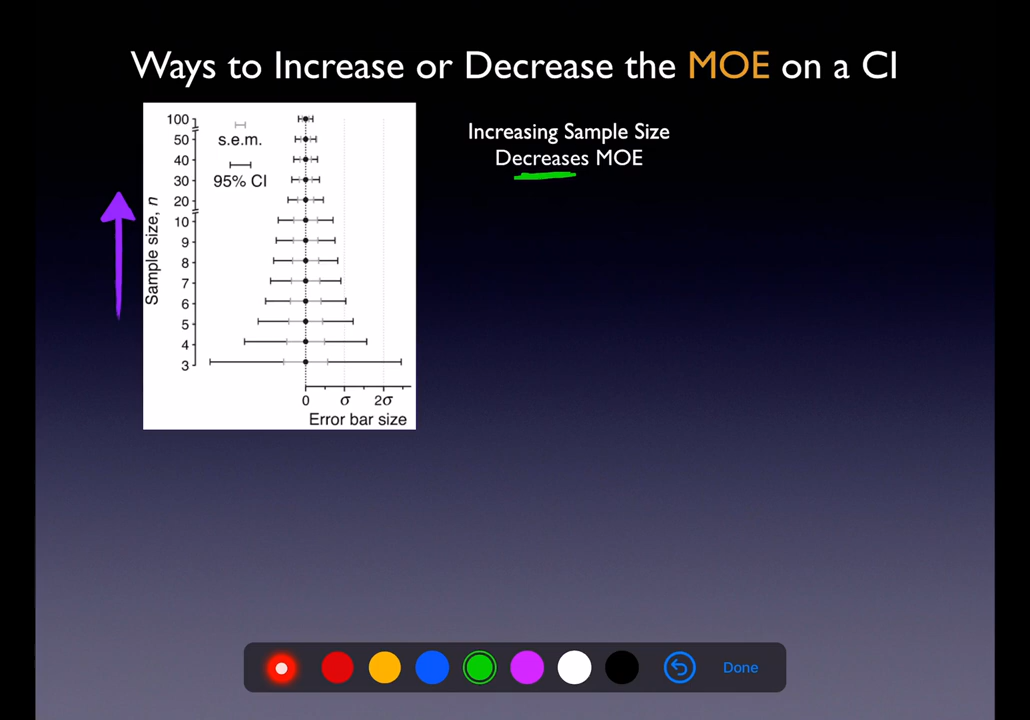 Ways to Increase or Decrease the MOE on a CI
Increasing Sample Size
Decreases MOE
s.e.m.
95% CI
Sample size, n
100
50
40
30
20
10
9
8
7
6
5
4
3
0 σ 2σ
Error bar size
Done